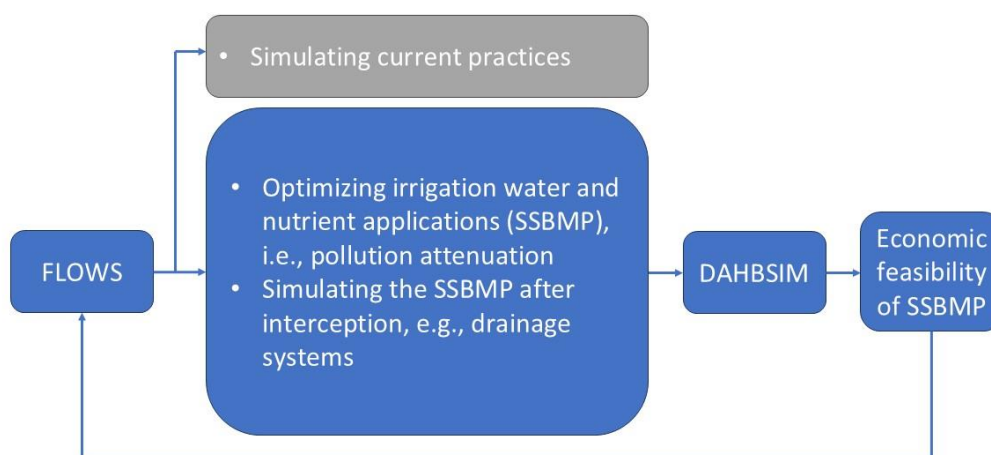 • Simulating current practices
• Optimizing irrigation water and
nutrient applications (SSBMP),
i.e., pollution attenuation
• Simulating the SSBMP after
interception, e.g., drainage
systems
FLOWS
DAHBSIM
Economic
feasibility
of SSBMP